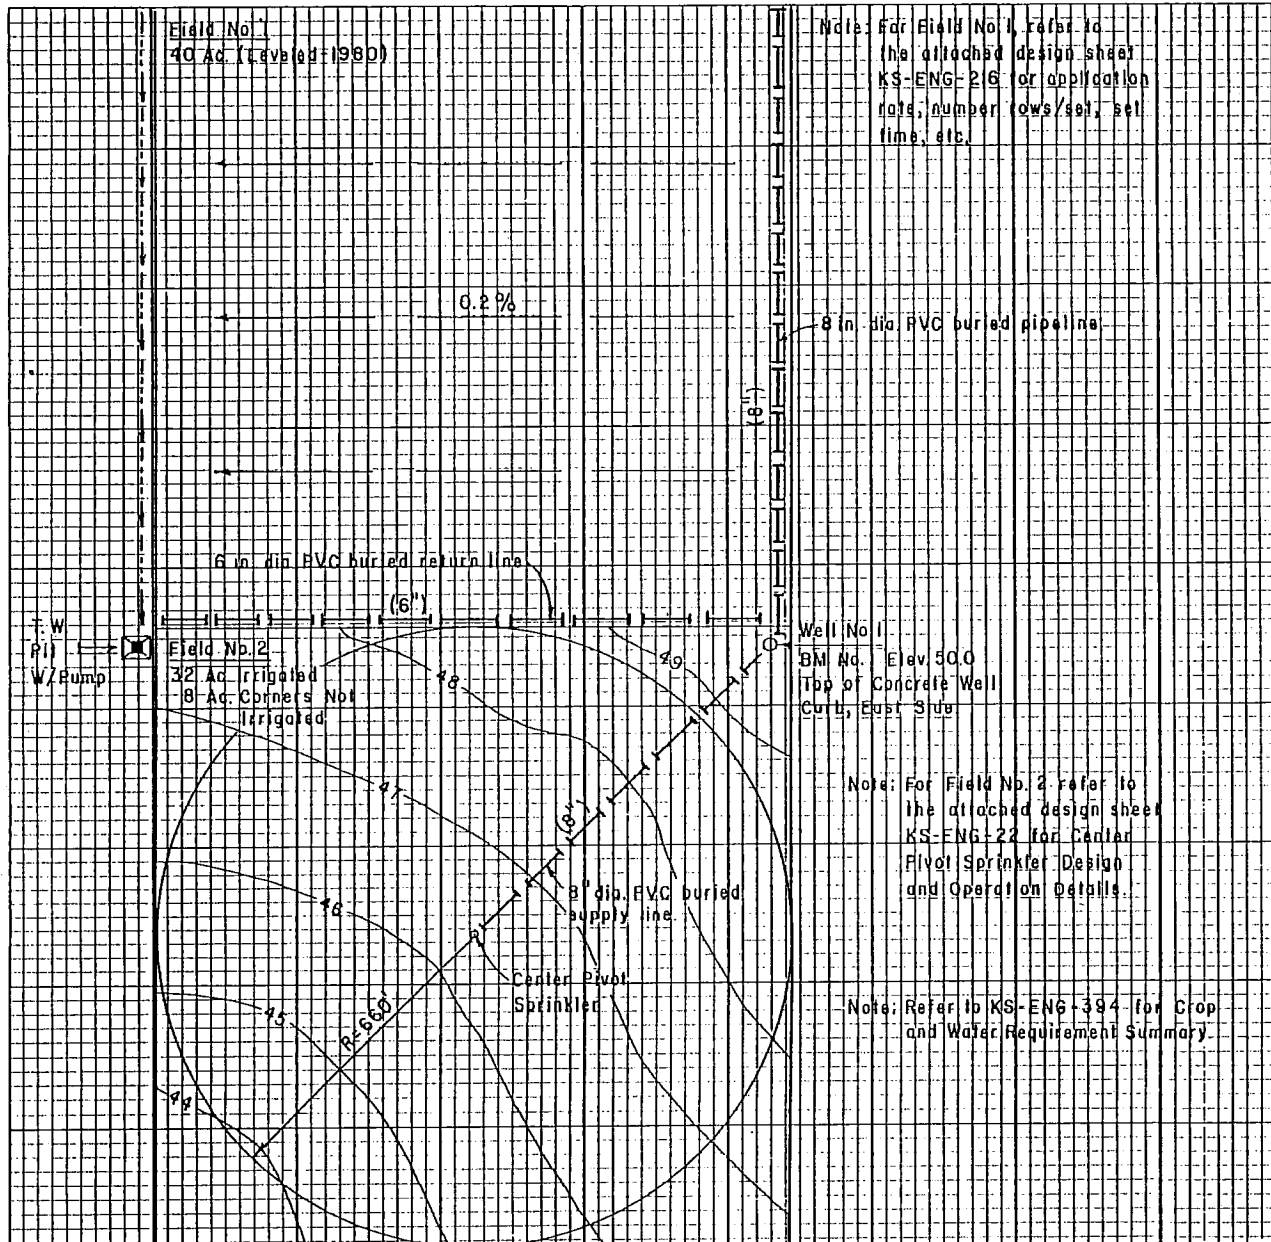 Field No. 1
40 Ac. (Leveled-1980)
Note: For Field No. 1, refer to
the attached design sheet
KS-ENG-216 for application
rate, number rows/set, set
time, etc.
0.2%
8 in. dia. PVC buried pipeline
(8")
6 in. dia. PVC buried return line
(6")
T.W.
Pit
W/Pump
Field No. 2
32 Ac. Irrigated
8 Ac. Corners Not
Irrigated
Well No. 1
BM No. Elev. 50.0
Top of Concrete Well
Curb, East Side
49
48
47
46
45
44
(8")
8" dia. PVC buried
supply line
Center Pivot
Sprinkler
R=660'
Note: For Field No. 2 refer to
the attached design sheet
KS-ENG-22 for Center
Pivot Sprinkler Design
and Operation Details.
Note: Refer to KS-ENG-394 for Crop
and Water Requirement Summary.